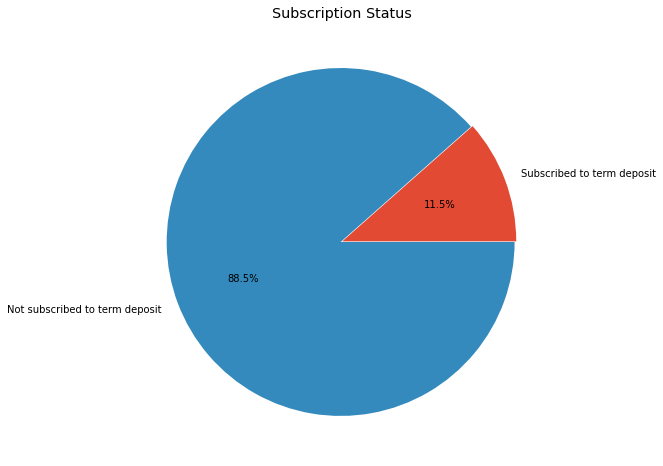 Subscription Status
Subscribed to term deposit
11.5%
88.5%
Not subscribed to term deposit